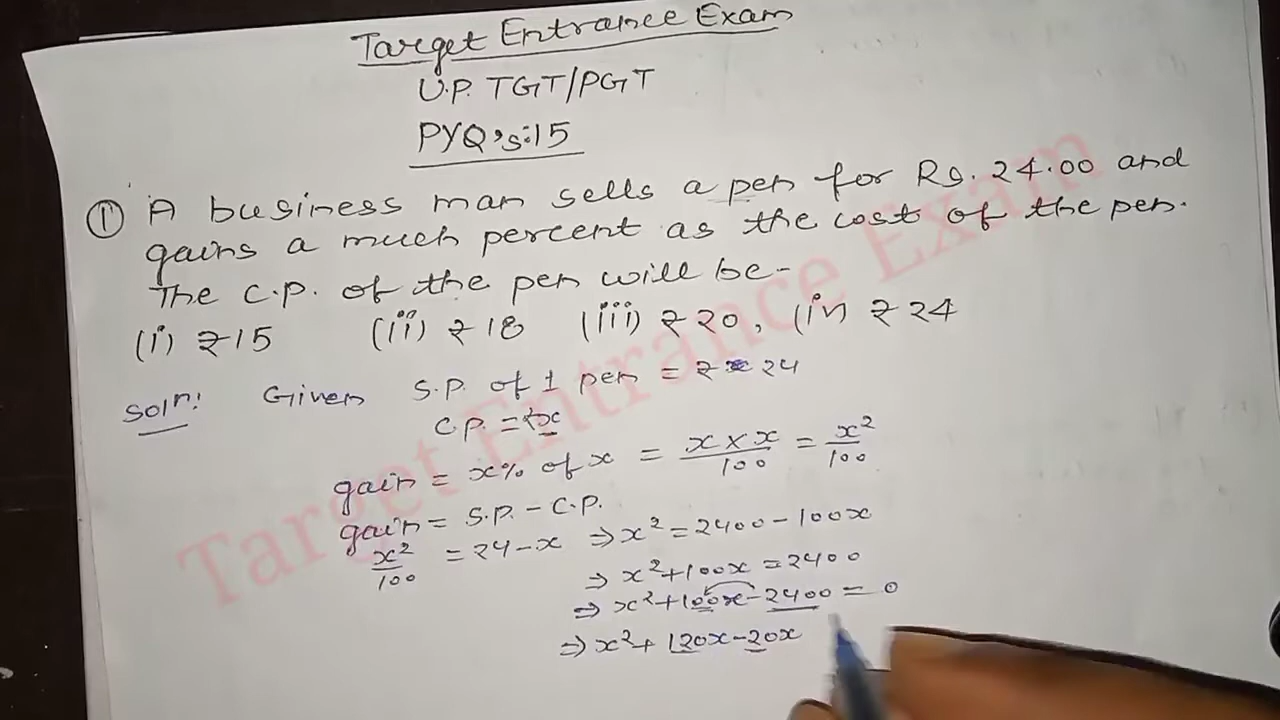 Target Entrance Exam
U.P. TGT/PGT
PYQ's:15
① A business man sells a pen for Rs. 24.00 and
gains a much percent as the cost of the pen.
The C.P. of the pen will be-
(i) ₹15 (ii) ₹18 (iii) ₹20, (iv) ₹24
Solⁿ: Given S.P. of 1 pen = ₹ 24
C.P. = ₹x
gain = x% of x = x × x / 100 = x²/100
gain = S.P. - C.P.
x²/100 = 24-x ⇒ x² = 2400-100x
⇒ x²+100x = 2400
⇒ x²+100x-2400 = 0
⇒ x²+120x-20x
Target Entrance Exam